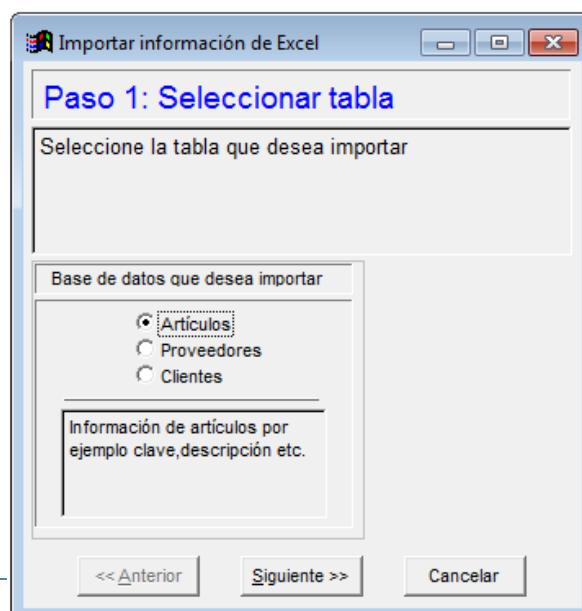 Importar información de Excel
Paso 1: Seleccionar tabla
Seleccione la tabla que desea importar
Base de datos que desea importar
Artículos
Proveedores
Clientes
Información de artículos por
ejemplo clave,descripción etc.
<< Anterior
Siguiente >>
Cancelar